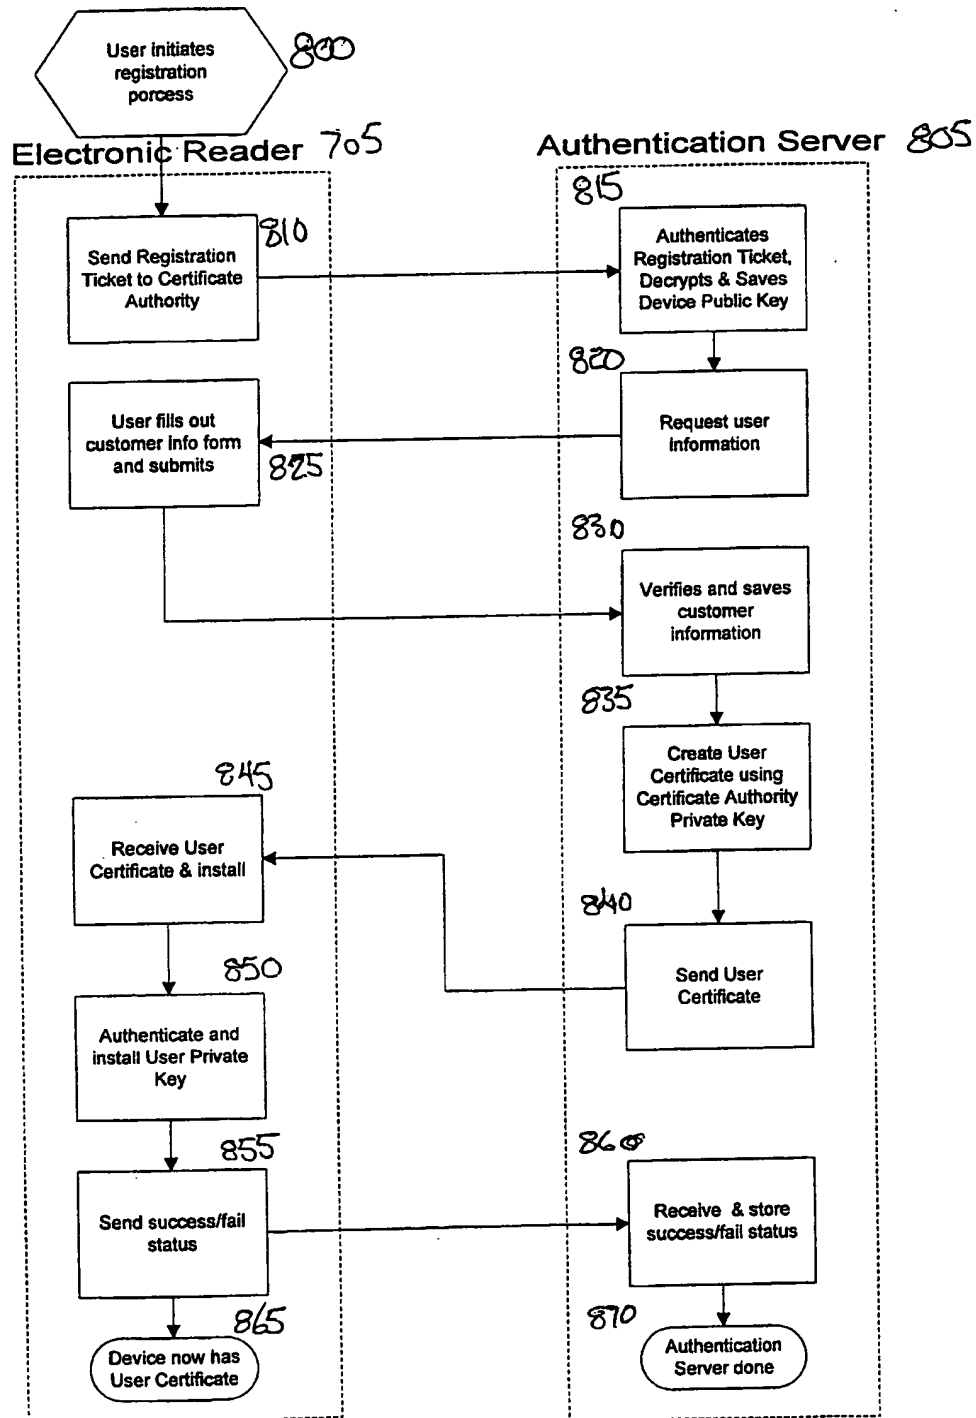 User initiates
registration
porcess
800
Electronic Reader 705
Authentication Server 805
810
Send Registration
Ticket to Certificate
Authority
815
Authenticates
Registration Ticket,
Decrypts & Saves
Device Public Key
820
Request user
information
User fills out
customer info form
and submits
825
830
Verifies and saves
customer
information
835
Create User
Certificate using
Certificate Authority
Private Key
840
Send User
Certificate
845
Receive User
Certificate & install
850
Authenticate and
install User Private
Key
855
Send success/fail
status
860
Receive & store
success/fail status
865
Device now has
User Certificate
870
Authentication
Server done